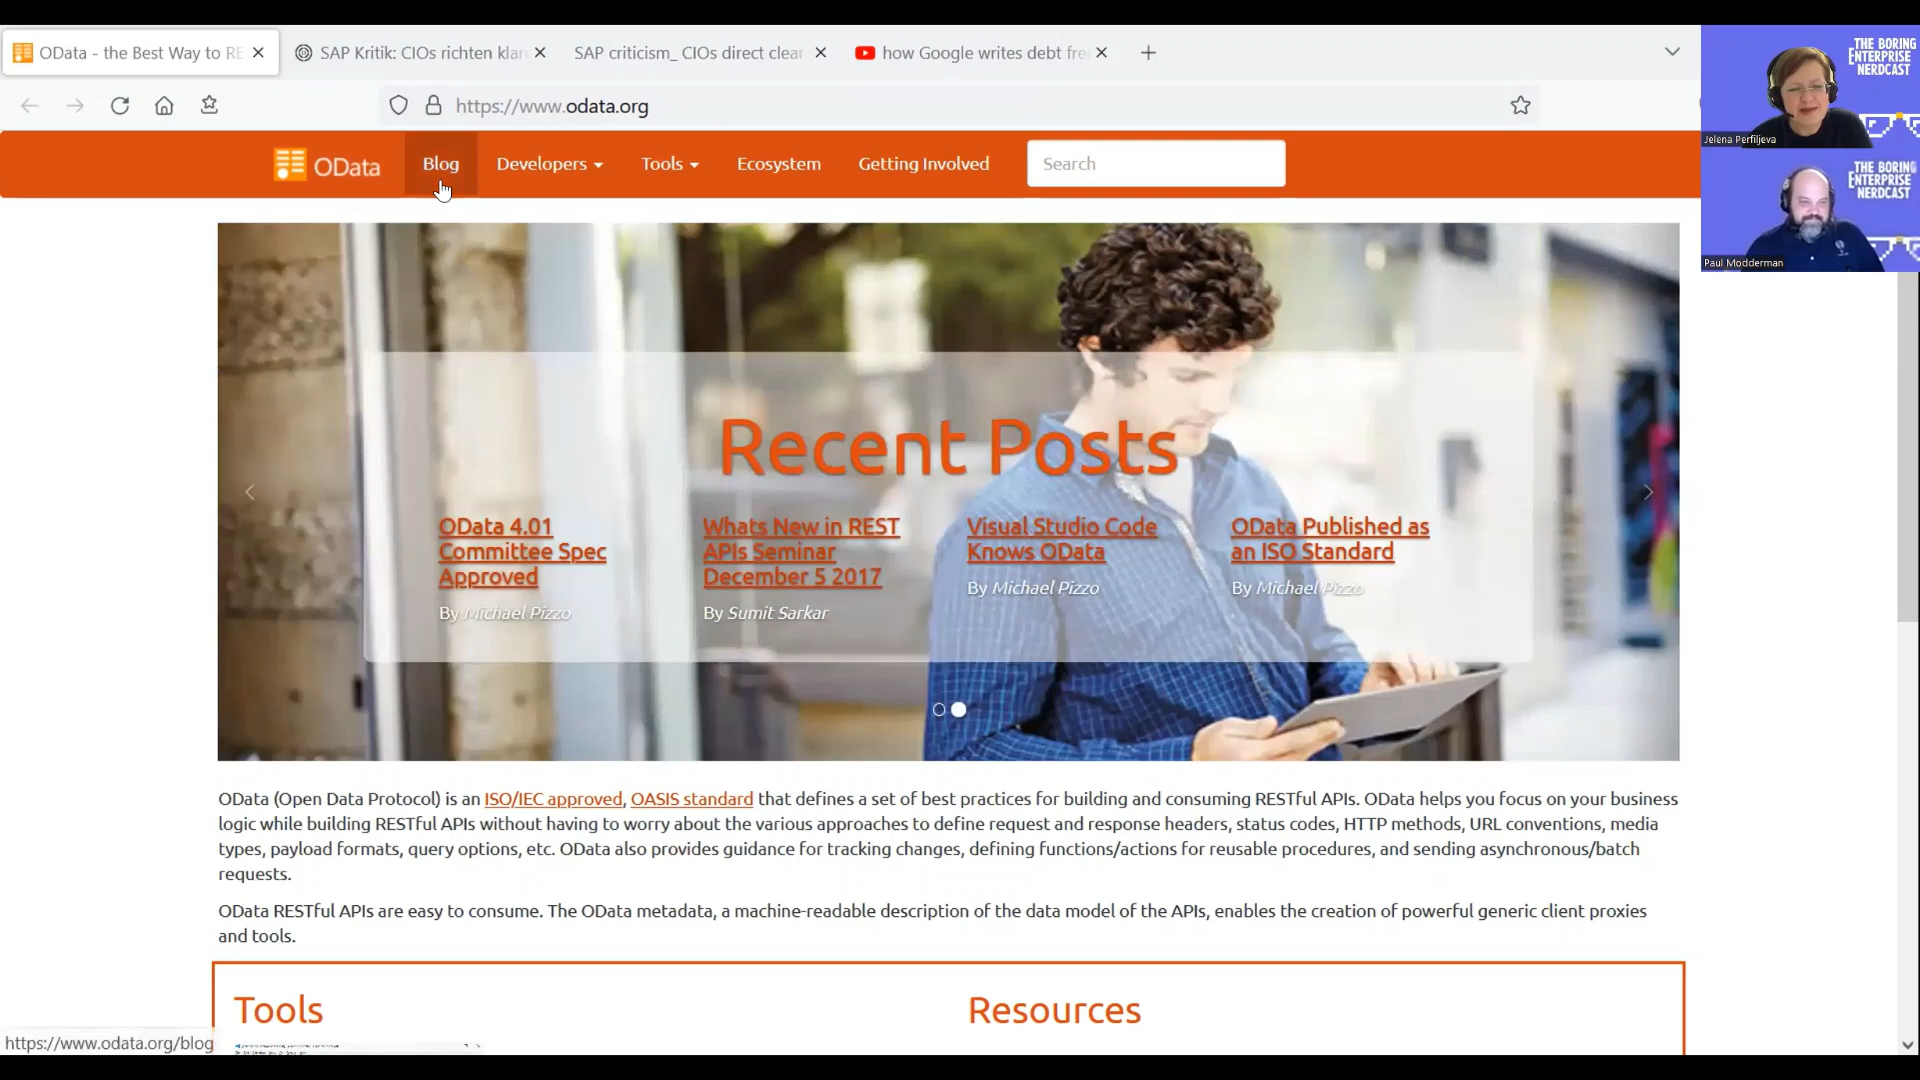 OData - the Best Way to RE
SAP Kritik: CIOs richten klare
SAP criticism_ CIOs direct clear
how Google writes debt fre
https://www.odata.org
OData
Blog
Developers
Tools
Ecosystem
Getting Involved
Search
THE BORING
ENTERPRISE
NERDCAST
Jelena Perfiljeva
THE BORING
ENTERPRISE
NERDCAST
Paul Modderman
Recent Posts
OData 4.01
Committee Spec
Approved
By Michael Pizzo
Whats New in REST
APIs Seminar
December 5 2017
By Sumit Sarkar
Visual Studio Code
Knows OData
By Michael Pizzo
OData Published as
an ISO Standard
By Michael Pizzo
OData (Open Data Protocol) is an ISO/IEC approved, OASIS standard that defines a set of best practices for building and consuming RESTful APIs. OData helps you focus on your business
logic while building RESTful APIs without having to worry about the various approaches to define request and response headers, status codes, HTTP methods, URL conventions, media
types, payload formats, query options, etc. OData also provides guidance for tracking changes, defining functions/actions for reusable procedures, and sending asynchronous/batch
requests.
OData RESTful APIs are easy to consume. The OData metadata, a machine-readable description of the data model of the APIs, enables the creation of powerful generic client proxies
and tools.
Tools
Resources
https://www.odata.org/blog